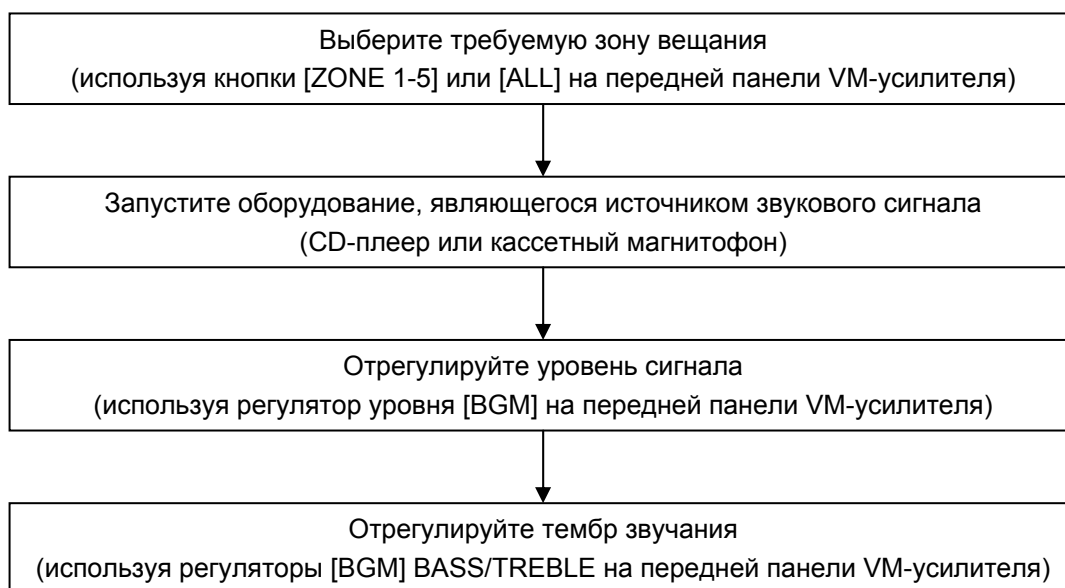 Выберите требуемую зону вещания
(используя кнопки [ZONE 1-5] или [ALL] на передней панели VM-усилителя)
Запустите оборудование, являющегося источником звукового сигнала
(CD-плеер или кассетный магнитофон)
Отрегулируйте уровень сигнала
(используя регулятор уровня [BGM] на передней панели VM-усилителя)
Отрегулируйте тембр звучания
(используя регуляторы [BGM] BASS/TREBLE на передней панели VM-усилителя)